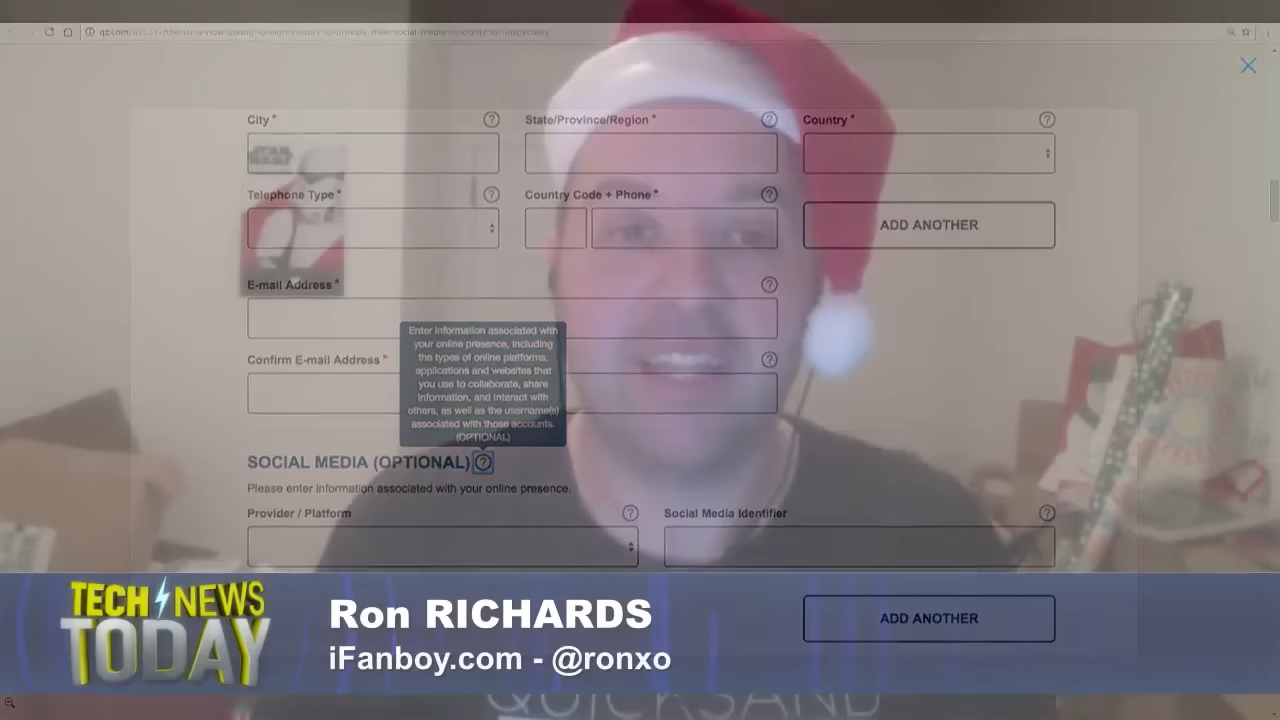 City *
State/Province/Region *
Country *
STAR WARS
Telephone Type *
Country Code + Phone *
ADD ANOTHER
E-mail Address *
Enter information associated with
your online presence, including
the types of online platforms,
applications and websites that
you use to collaborate, share
information, and interact with
others, as well as the username(s)
associated with those accounts.
(OPTIONAL)
Confirm E-mail Address *
SOCIAL MEDIA (OPTIONAL)
Please enter information associated with your online presence.
Provider / Platform
Social Media Identifier
ADD ANOTHER
TECH NEWS
TODAY
Ron RICHARDS
iFanboy.com - @ronxo
QUICKSAND